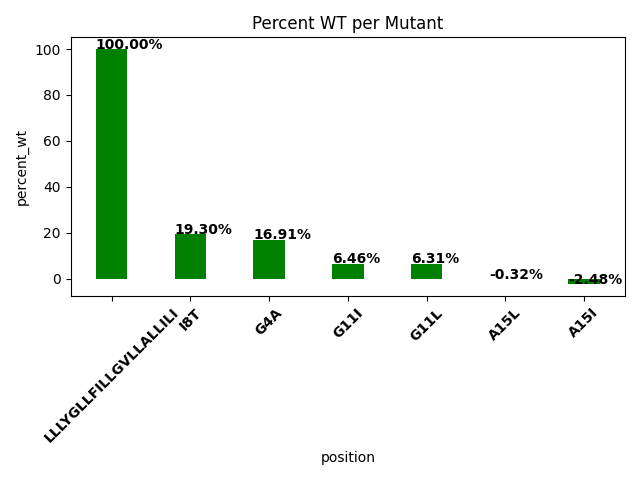 Percent WT per Mutant
percent_wt
100
80
60
40
20
0
100.00%
19.30%
16.91%
6.46%
6.31%
-0.32%
-2.48%
LLLYGLLFILLGVLLALLILI
I8T
G4A
G11I
G11L
A15L
A15I
position